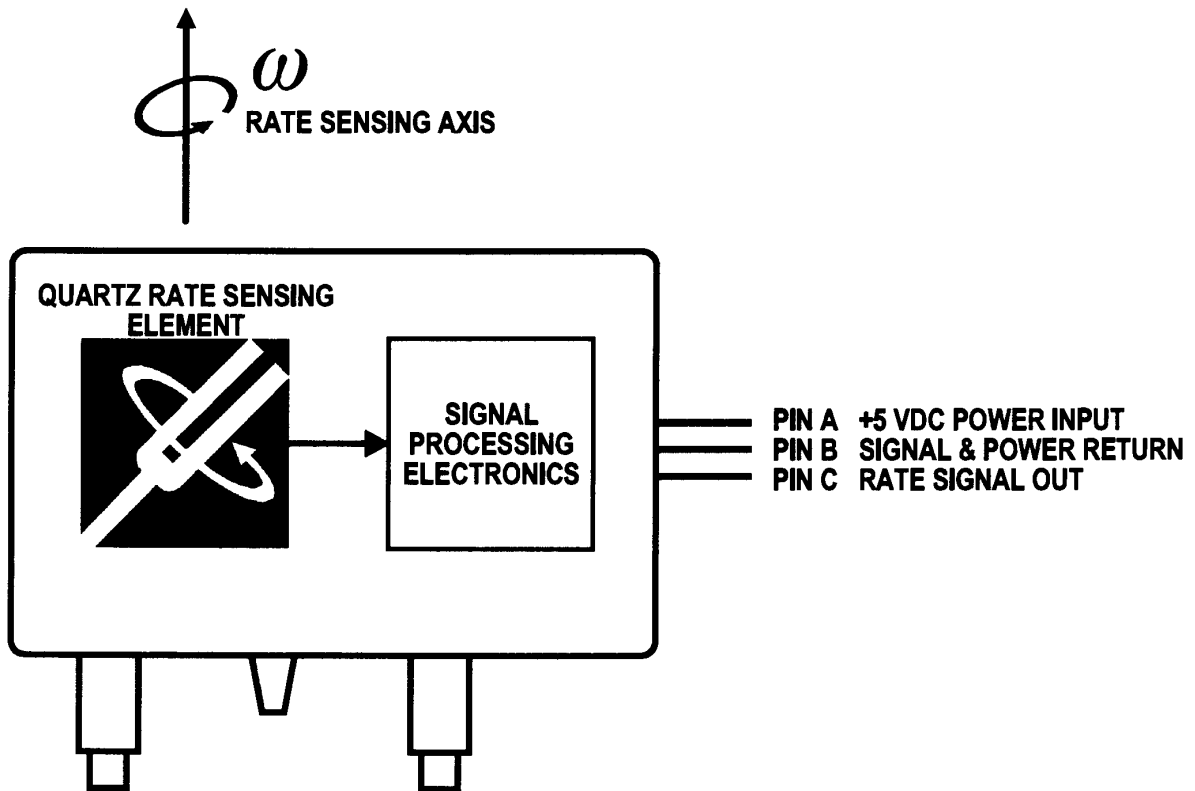 ω
RATE SENSING AXIS
QUARTZ RATE SENSING
ELEMENT
SIGNAL
PROCESSING
ELECTRONICS
PIN A +5 VDC POWER INPUT
PIN B SIGNAL & POWER RETURN
PIN C RATE SIGNAL OUT